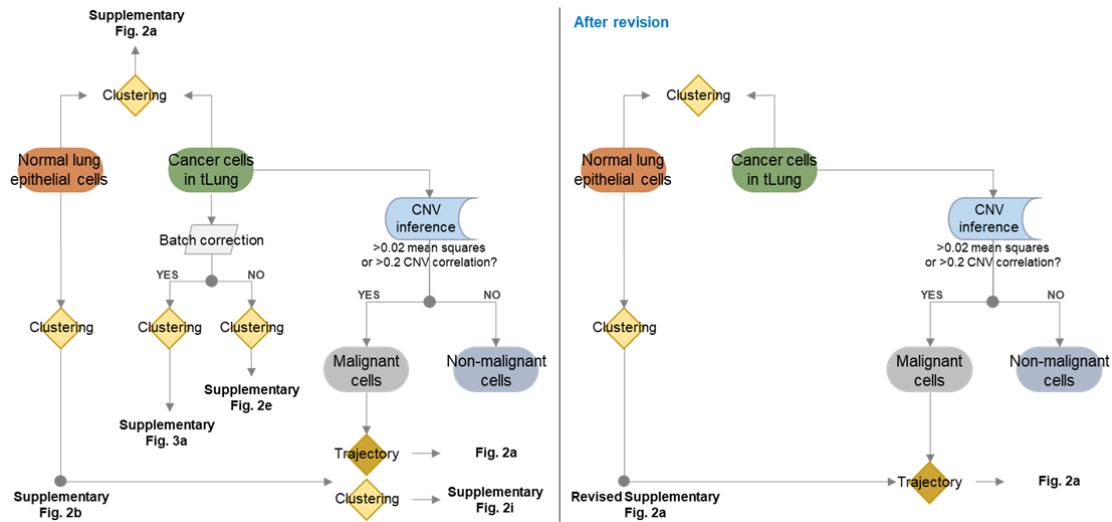 Supplementary
Fig. 2a
Clustering
Normal lung
epithelial cells
Cancer cells
in tLung
CNV
inference
>0.02 mean squares
or >0.2 CNV correlation?
Batch correction
YES
NO
YES
NO
Clustering
Clustering
Clustering
Malignant
cells
Non-malignant
cells
Supplementary
Fig. 2e
Supplementary
Fig. 3a
Trajectory
Fig. 2a
Clustering
Supplementary
Fig. 2i
Supplementary
Fig. 2b
After revision
Clustering
Normal lung
epithelial cells
Cancer cells
in tLung
CNV
inference
>0.02 mean squares
or >0.2 CNV correlation?
YES
NO
Clustering
Malignant
cells
Non-malignant
cells
Trajectory
Fig. 2a
Revised Supplementary
Fig. 2a